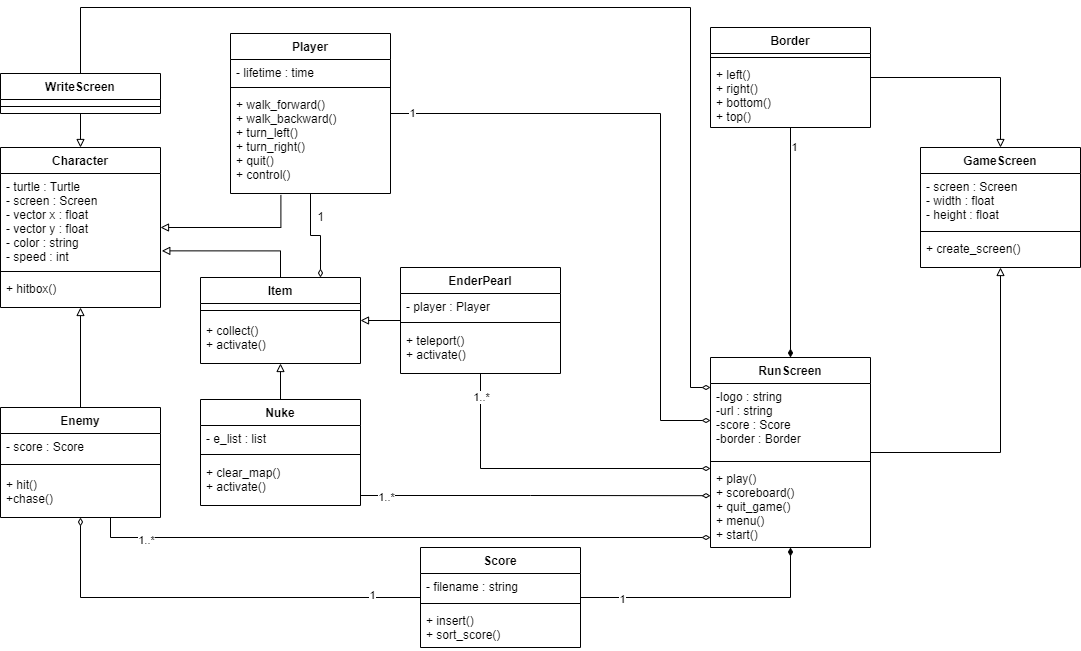 WriteScreen
Character
- turtle : Turtle
- screen : Screen
- vector x : float
- vector y : float
- color : string
- speed : int
+ hitbox()
Player
- lifetime : time
+ walk_forward()
+ walk_backward()
+ turn_left()
+ turn_right()
+ quit()
+ control()
1
1
Border
+ left()
+ right()
+ bottom()
+ top()
1
GameScreen
- screen : Screen
- width : float
- height : float
+ create_screen()
Item
+ collect()
+ activate()
EnderPearl
- player : Player
+ teleport()
+ activate()
1..*
Nuke
- e_list : list
+ clear_map()
+ activate()
1..*
RunScreen
-logo : string
-url : string
-score : Score
-border : Border
+ play()
+ scoreboard()
+ quit_game()
+ menu()
+ start()
Enemy
- score : Score
+ hit()
+chase()
1..*
1
Score
- filename : string
+ insert()
+ sort_score()
1